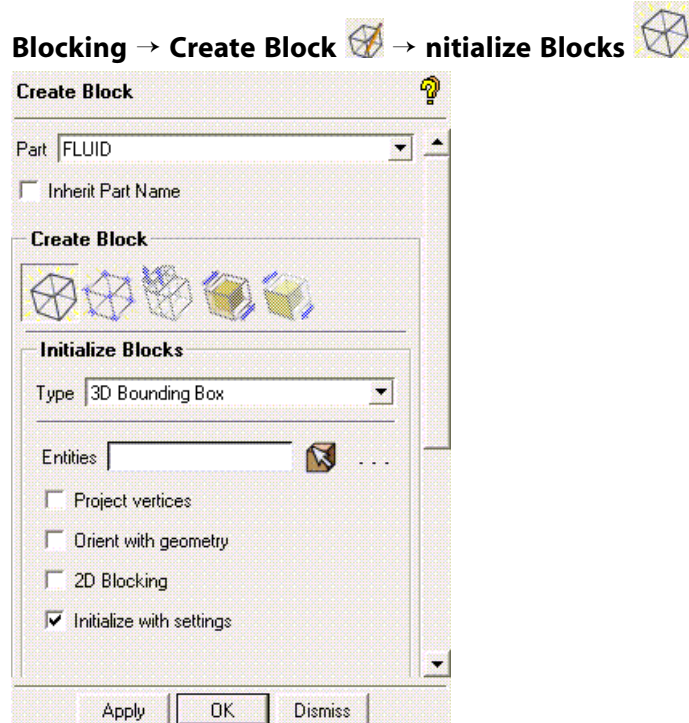 Blocking → Create Block → nitialize Blocks
Create Block
Part FLUID
Inherit Part Name
Create Block
Initialize Blocks
Type 3D Bounding Box
Entities ...
Project vertices
Orient with geometry
2D Blocking
Initialize with settings
Apply OK Dismiss